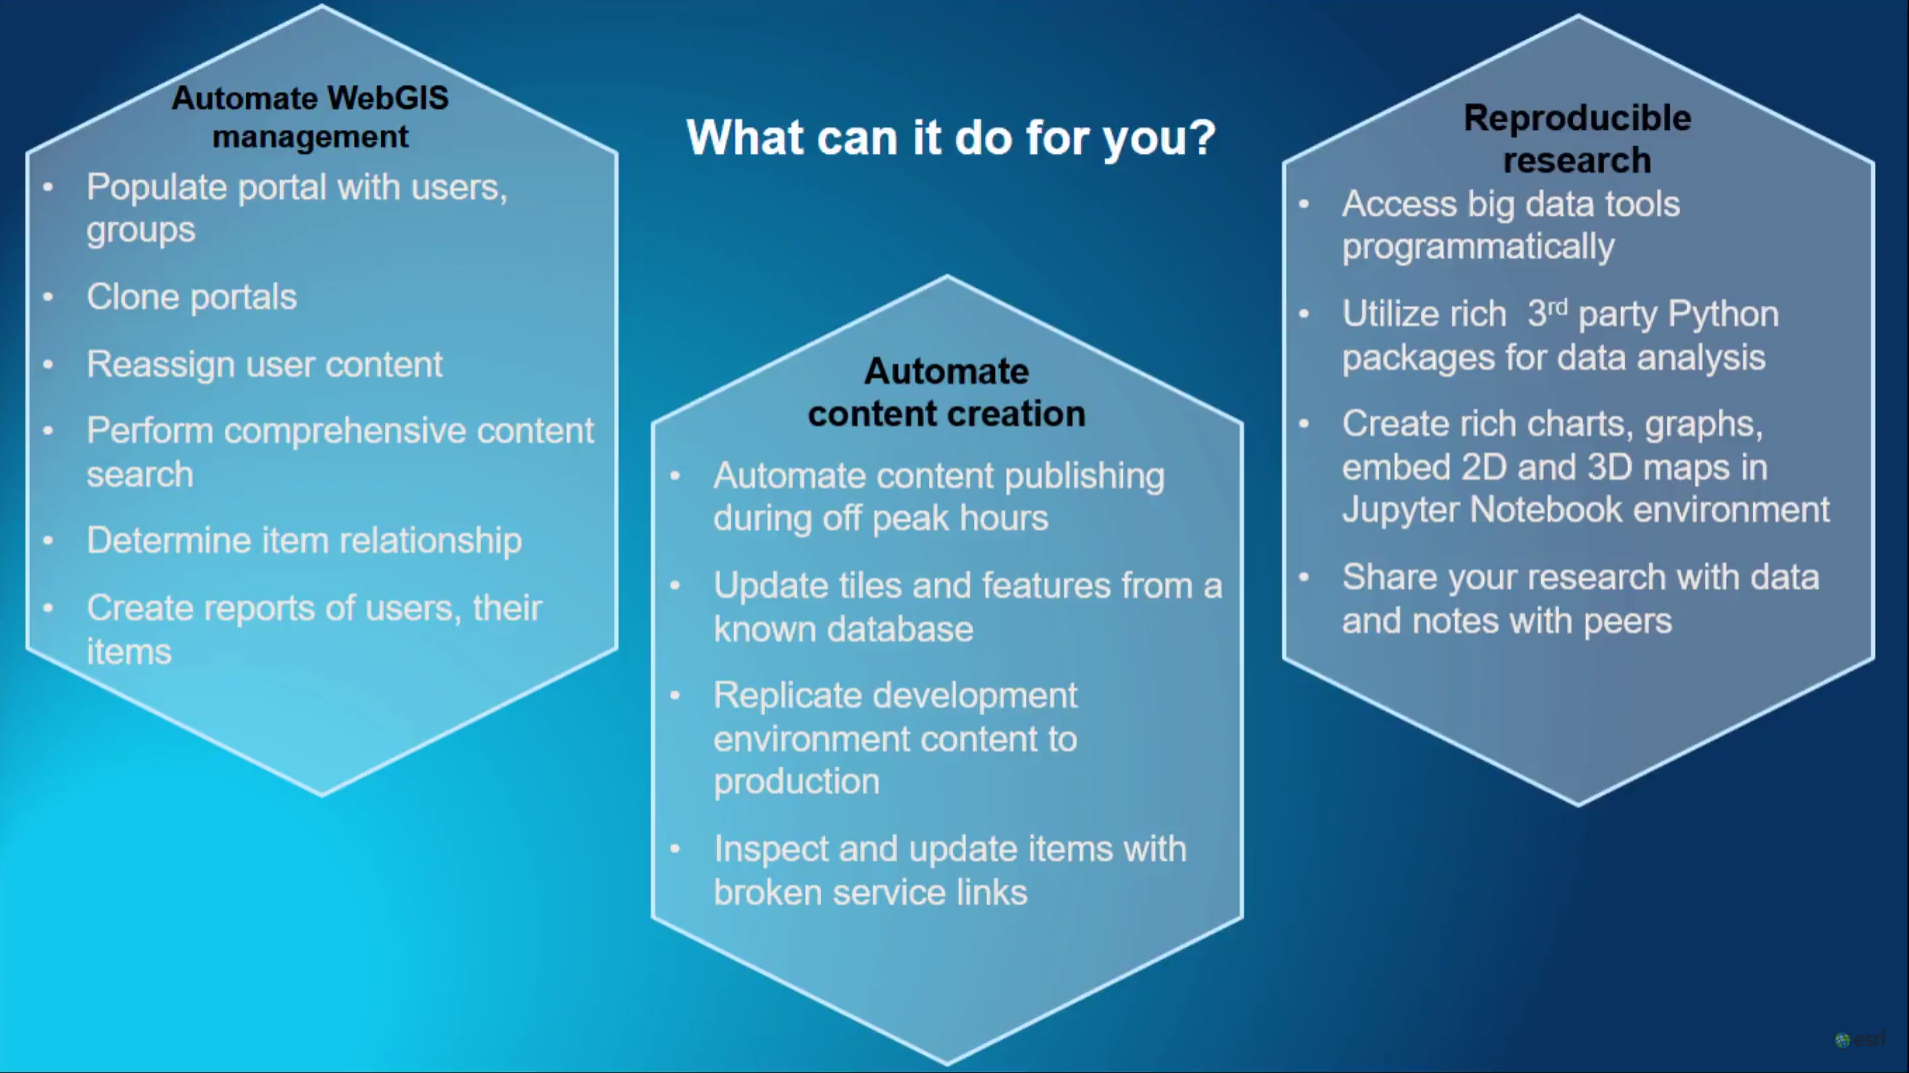 Automate WebGIS
management
• Populate portal with users,
groups
• Clone portals
• Reassign user content
• Perform comprehensive content
search
• Determine item relationship
• Create reports of users, their
items
What can it do for you?
Automate
content creation
• Automate content publishing
during off peak hours
• Update tiles and features from a
known database
• Replicate development
environment content to
production
• Inspect and update items with
broken service links
Reproducible
research
• Access big data tools
programmatically
• Utilize rich 3rd party Python
packages for data analysis
• Create rich charts, graphs,
embed 2D and 3D maps in
Jupyter Notebook environment
• Share your research with data
and notes with peers
esri